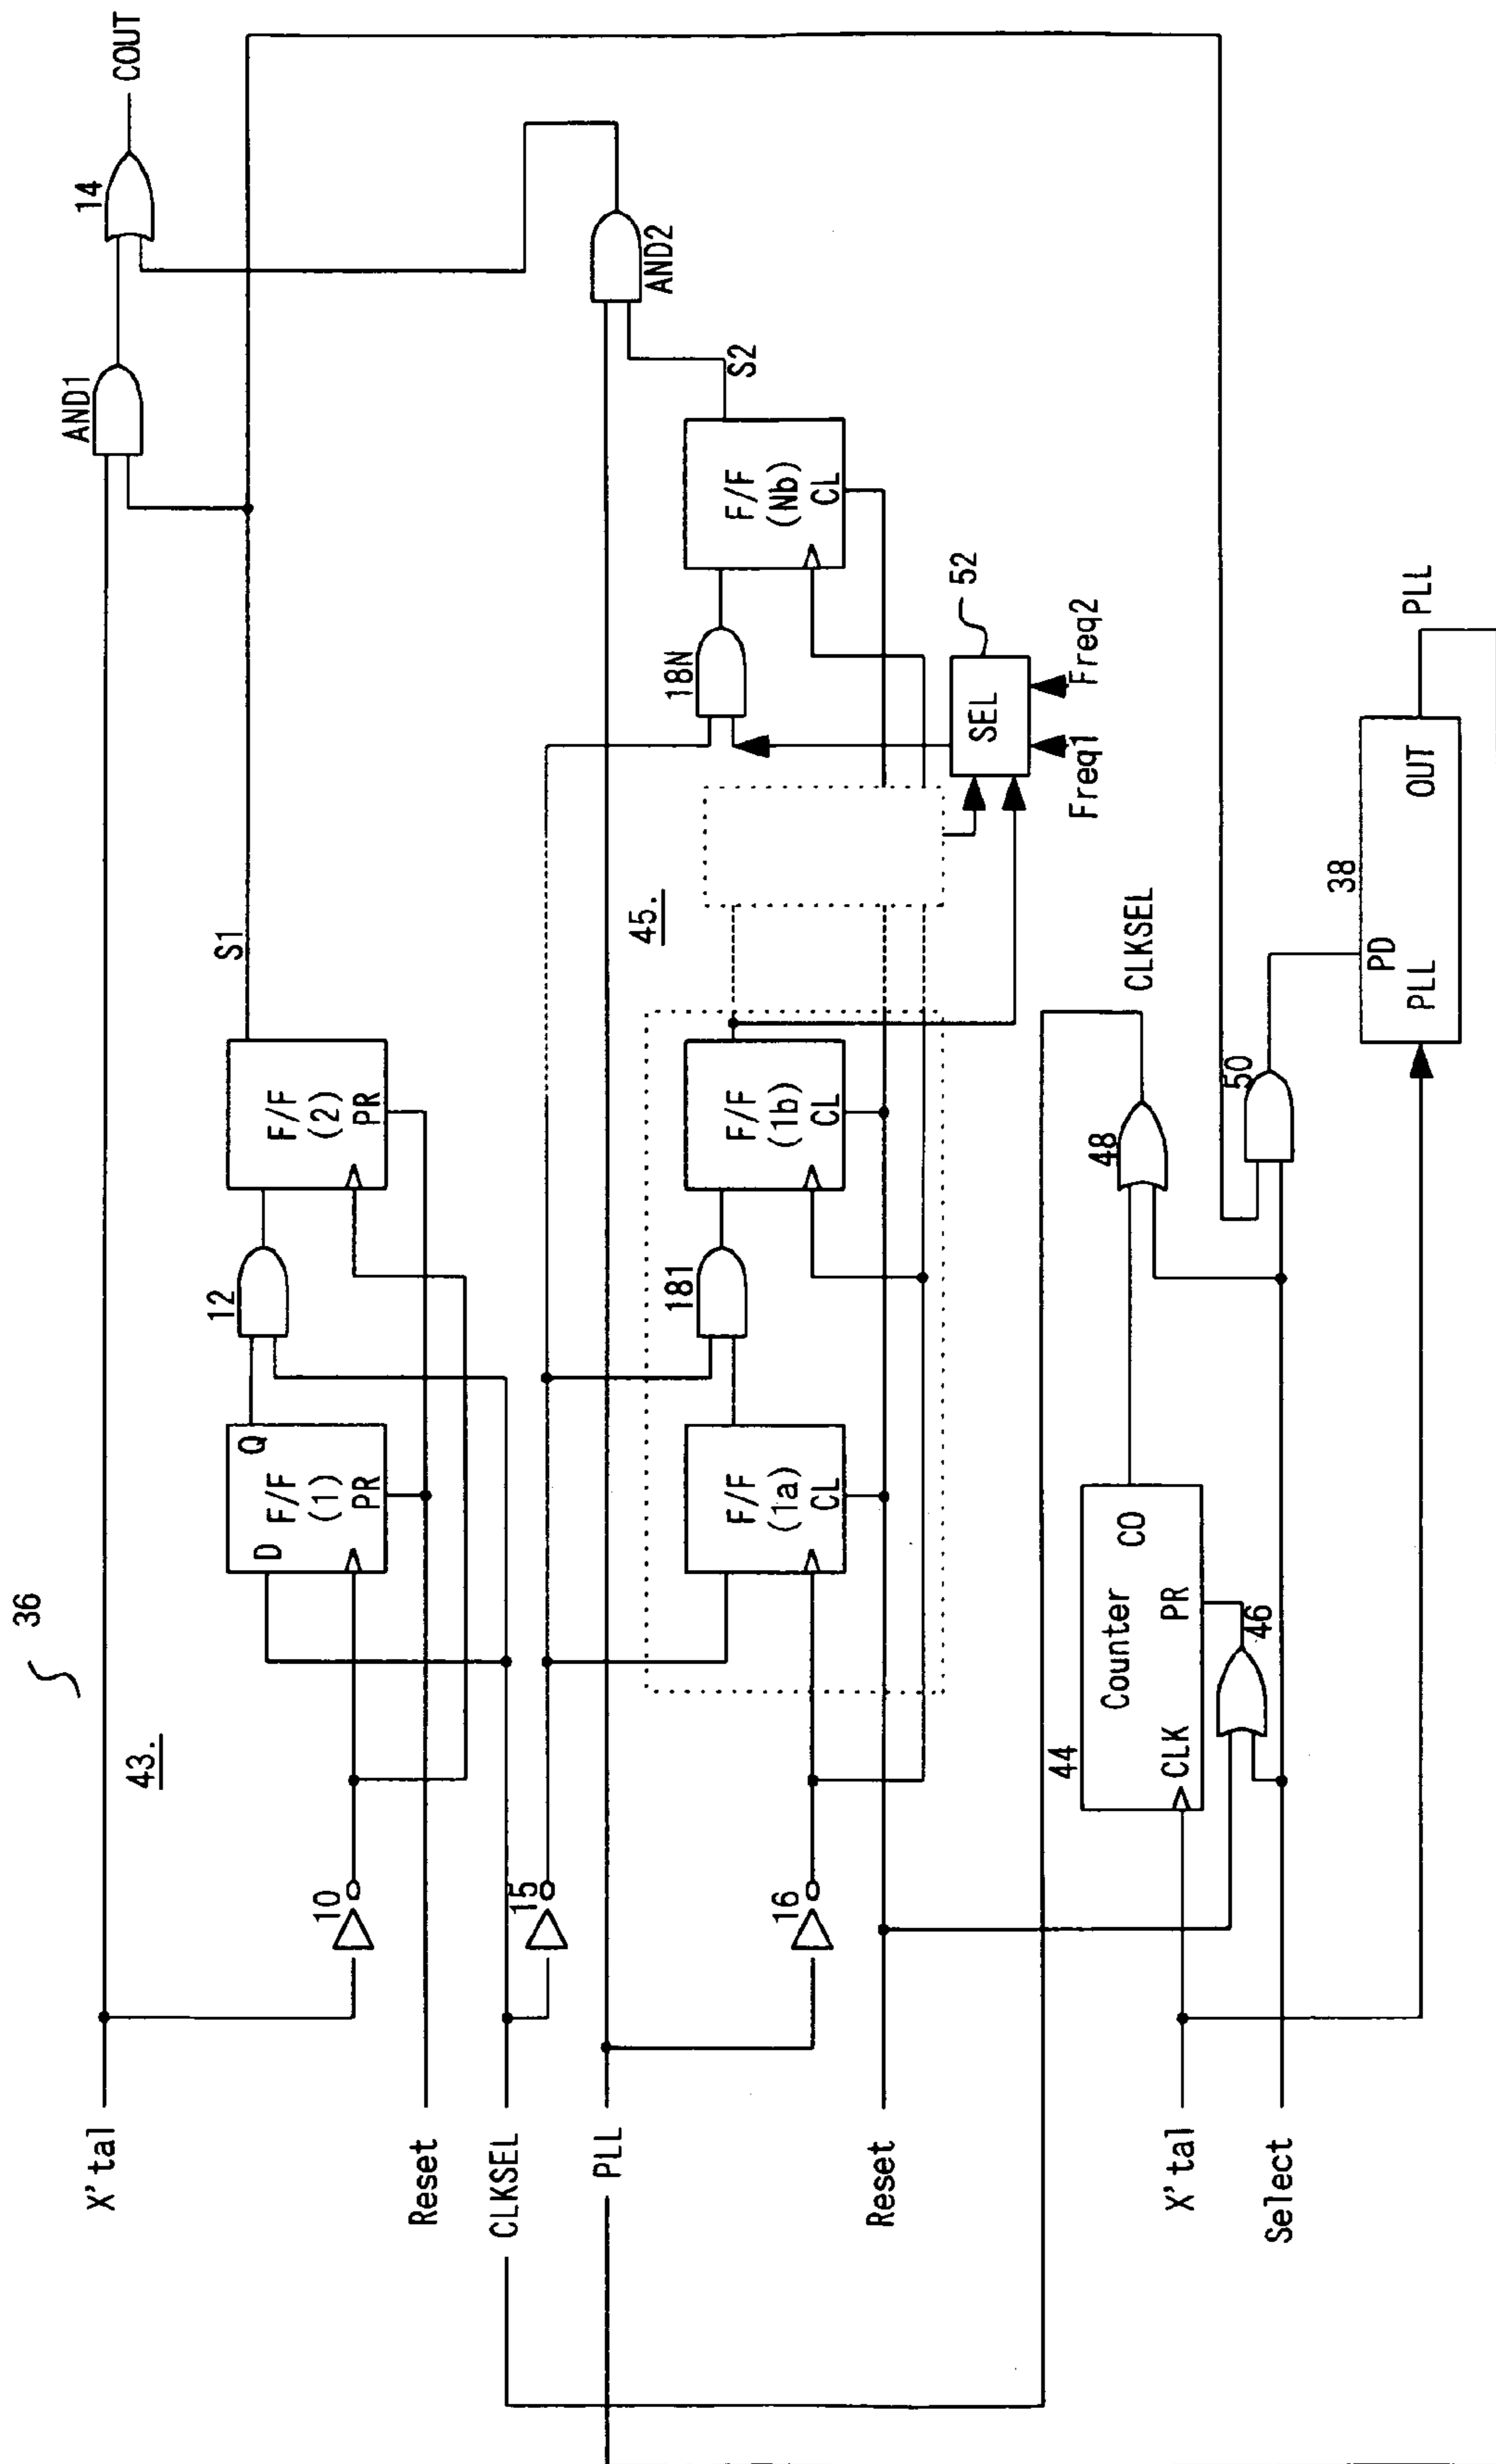 36
X'tal
43.
AND1
14
COUT
10
D
Q
F/F
(1)
PR
12
F/F
(2)
PR
S1
Reset
CLKSEL
15
PLL
AND2
45.
16
F/F
(1a)
CL
181
F/F
(1b)
CL
18N
F/F
(Nb)
CL
S2
SEL
52
Freq1
Freq2
Reset
44
Counter
CLK
PR
CO
46
48
CLKSEL
50
X'tal
Select
38
PD
PLL
OUT
PLL